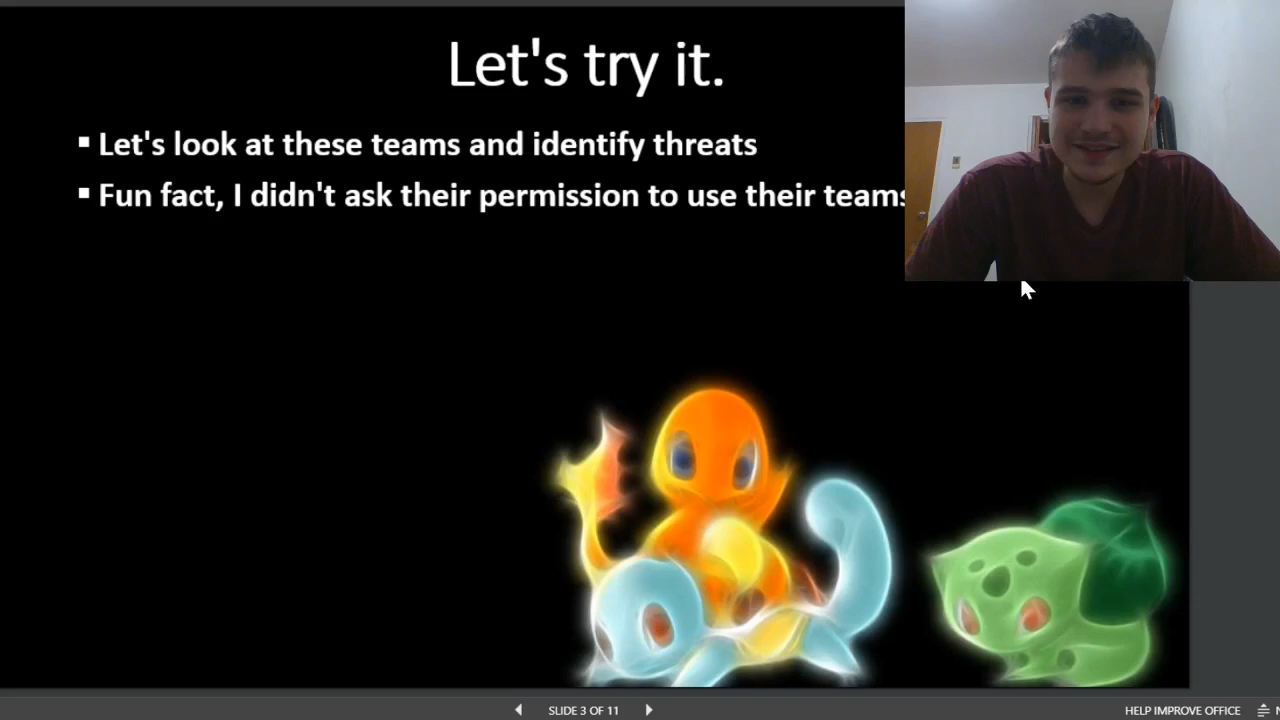 Let's try it.
Let's look at these teams and identify threats
Fun fact, I didn't ask their permission to use their teams
SLIDE 3 OF 11
HELP IMPROVE OFFICE